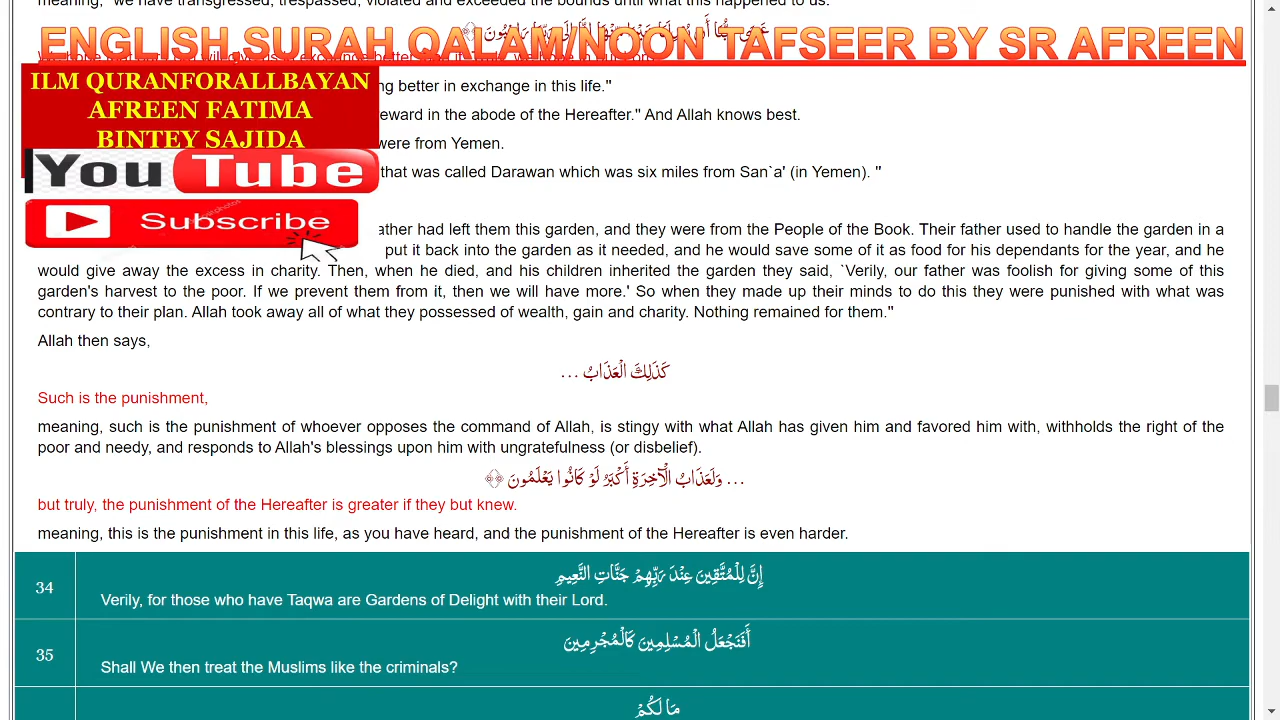 meaning, "we have transgressed, trespassed, violated and exceeded the bounds until what this happened to us."
ENGLISH SURAH QALAM/NOON TAFSEER BY SR AFREEN
ILM QURANFORALLBAYAN
AFREEN FATIMA
BINTEY SAJIDA
You Tube
Subscribe
better in exchange in this life."
eward in the abode of the Hereafter." And Allah knows best.
were from Yemen.
that was called Darawan which was six miles from San`a' (in Yemen). "
ather had left them this garden, and they were from the People of the Book. Their father used to handle the garden in a
put it back into the garden as it needed, and he would save some of it as food for his dependants for the year, and he
would give away the excess in charity. Then, when he died, and his children inherited the garden they said, `Verily, our father was foolish for giving some of this
garden's harvest to the poor. If we prevent them from it, then we will have more.' So when they made up their minds to do this they were punished with what was
contrary to their plan. Allah took away all of what they possessed of wealth, gain and charity. Nothing remained for them."
Allah then says,
كَذَلِكَ الْعَذَابُ ...
Such is the punishment,
meaning, such is the punishment of whoever opposes the command of Allah, is stingy with what Allah has given him and favored him with, withholds the right of the
poor and needy, and responds to Allah's blessings upon him with ungratefulness (or disbelief).
... وَلَعَذَابُ الْآخِرَةِ أَكْبَرُ لَوْ كَانُوا يَعْلَمُونَ ﴿﴾
but truly, the punishment of the Hereafter is greater if they but knew.
meaning, this is the punishment in this life, as you have heard, and the punishment of the Hereafter is even harder.
إِنَّ لِلْمُتَّقِينَ عِنْدَ رَبِّهِمْ جَنَّاتِ النَّعِيمِ
34
Verily, for those who have Taqwa are Gardens of Delight with their Lord.
أَفَنَجْعَلُ الْمُسْلِمِينَ كَالْمُجْرِمِينَ
35
Shall We then treat the Muslims like the criminals?
مَا لَكُمْ